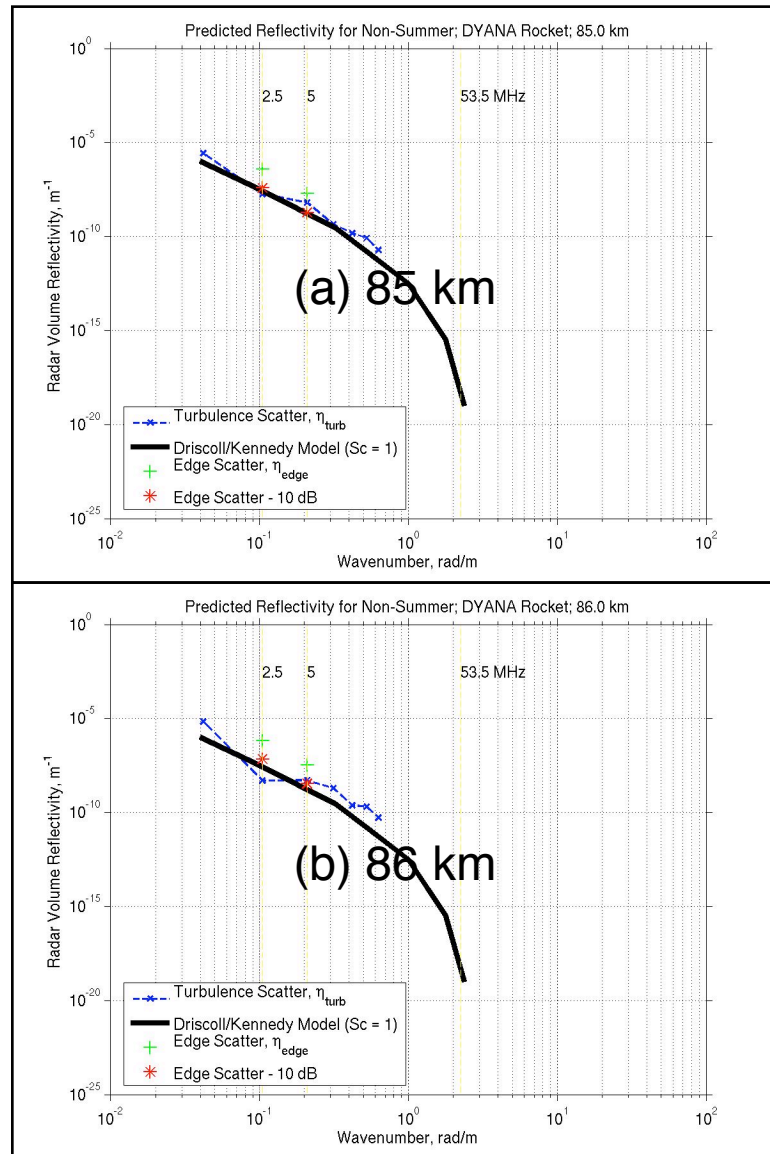 Predicted Reflectivity for Non-Summer; DYANA Rocket; 85.0 km
10^0
2.5 5 53.5 MHz
10^-5
Radar Volume Reflectivity, m^-1
10^-10
(a) 85 km
10^-15
10^-20
Turbulence Scatter, η_turb
Driscoll/Kennedy Model (Sc = 1)
Edge Scatter, η_edge
Edge Scatter - 10 dB
10^-25
10^-2 10^-1 10^0 10^1 10^2
Wavenumber, rad/m
Predicted Reflectivity for Non-Summer; DYANA Rocket; 86.0 km
10^0
2.5 5 53.5 MHz
10^-5
Radar Volume Reflectivity, m^-1
10^-10
(b) 86 km
10^-15
10^-20
Turbulence Scatter, η_turb
Driscoll/Kennedy Model (Sc = 1)
Edge Scatter, η_edge
Edge Scatter - 10 dB
10^-25
10^-2 10^-1 10^0 10^1 10^2
Wavenumber, rad/m